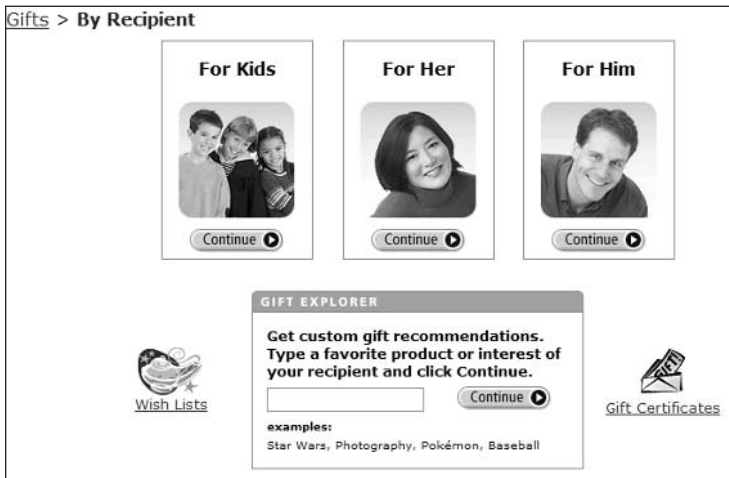 Gifts > By Recipient
For Kids
For Her
For Him
Continue
Continue
Continue
GIFT EXPLORER
Get custom gift recommendations.
Type a favorite product or interest of
your recipient and click Continue.
Continue
examples:
Star Wars, Photography, Pokémon, Baseball
Wish Lists
GIFT!
Gift Certificates